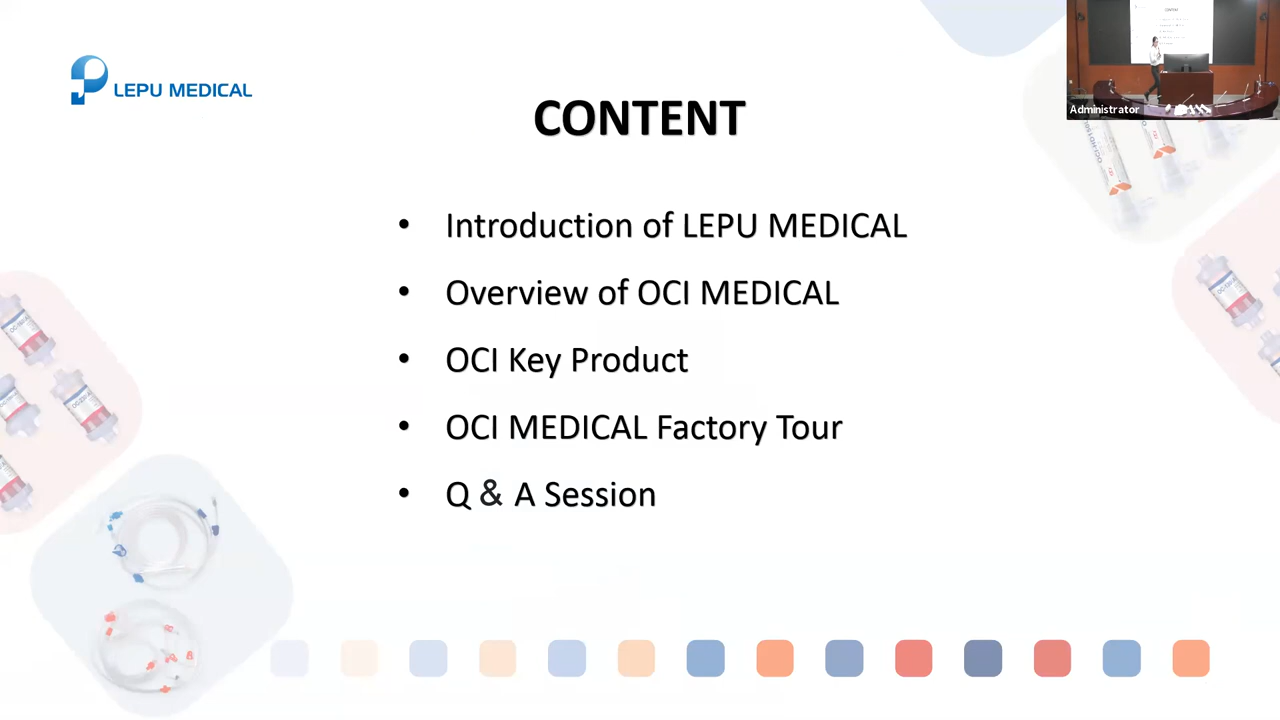 LEPU MEDICAL
CONTENT
Administrator
• Introduction of LEPU MEDICAL
• Overview of OCI MEDICAL
• OCI Key Product
• OCI MEDICAL Factory Tour
• Q & A Session